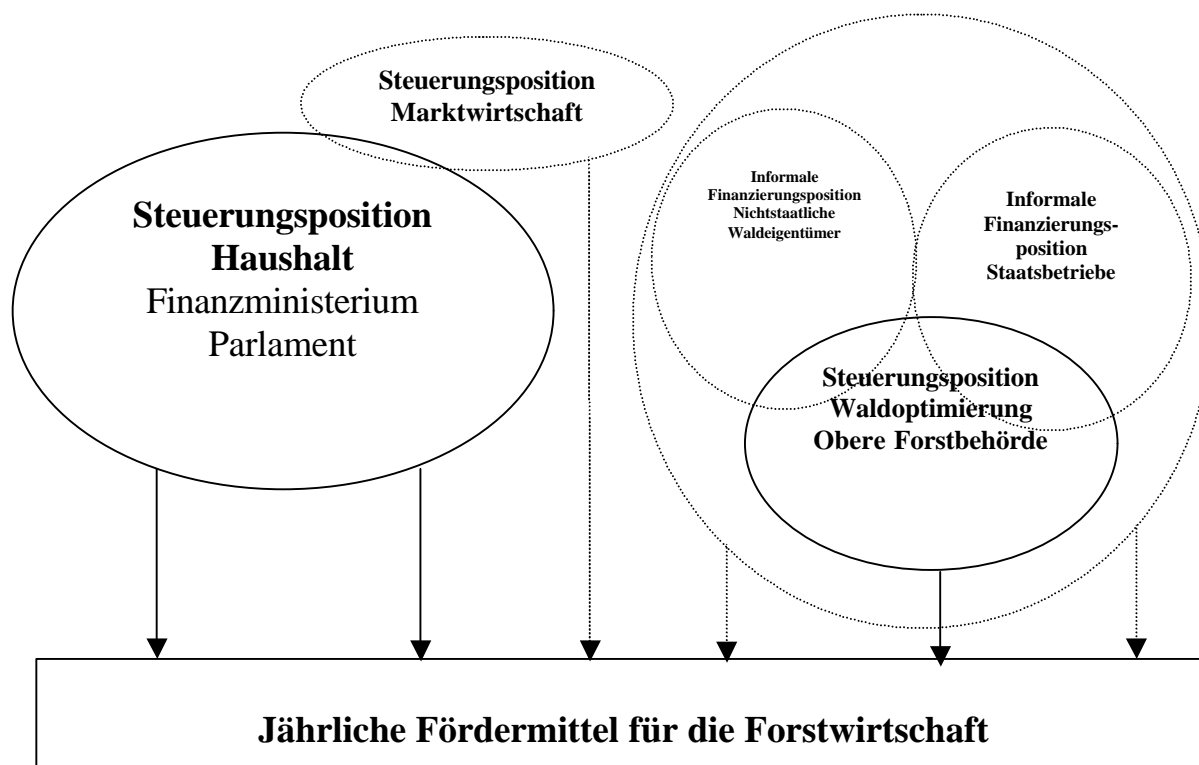 Steuerungsposition
Marktwirtschaft
Steuerungsposition
Haushalt
Finanzministerium
Parlament
Informale
Finanzierungsposition
Nichtstaatliche
Waldeigentümer
Informale
Finanzierungs-
position
Staatsbetriebe
Steuerungsposition
Waldoptimierung
Obere Forstbehörde
Jährliche Fördermittel für die Forstwirtschaft